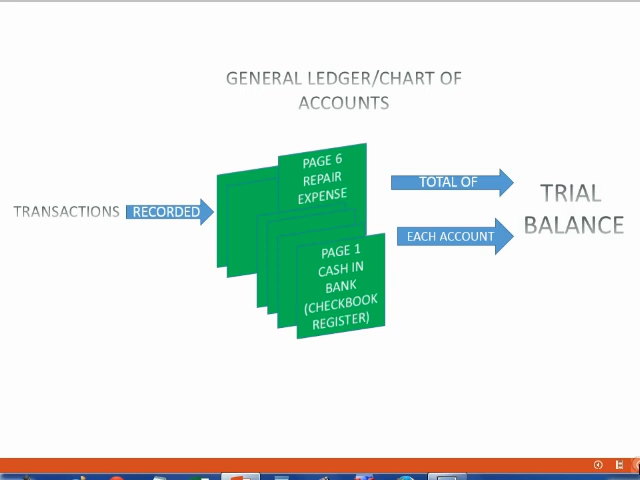 GENERAL LEDGER/CHART OF
ACCOUNTS
PAGE 6
REPAIR
EXPENSE
TOTAL OF
TRIAL
BALANCE
TRANSACTIONS
RECORDED
EACH ACCOUNT
PAGE 1
CASH IN
BANK
(CHECKBOOK
REGISTER)